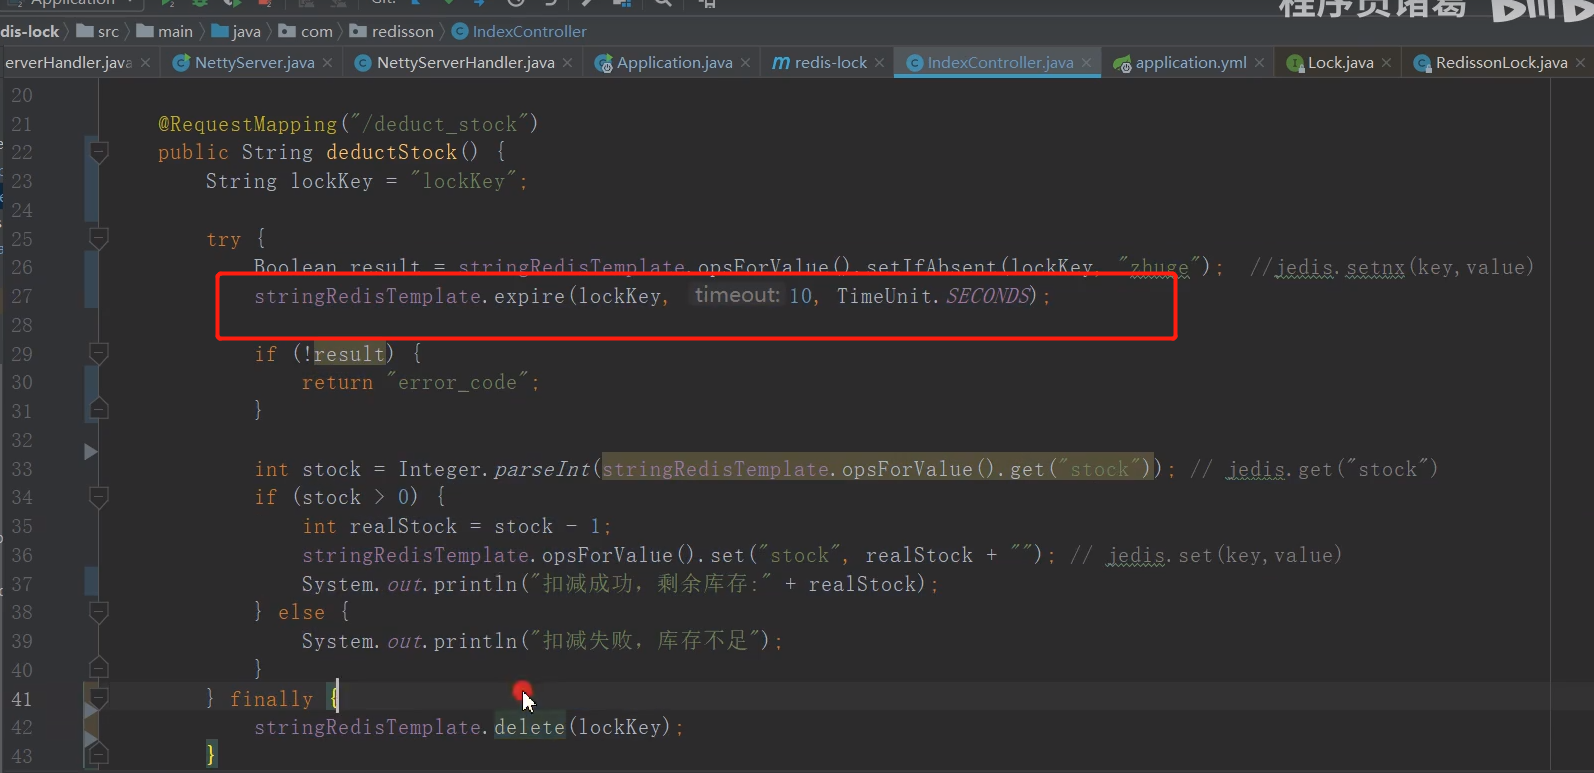 Application
Git:
程序员诸葛
dis-lock src main java com redisson IndexController
erverHandler.java NettyServer.java NettyServerHandler.java Application.java redis-lock IndexController.java application.yml Lock.java RedissonLock.java
20
21 @RequestMapping("/deduct_stock")
22 public String deductStock() {
23 String lockKey = "lockKey";
24
25 try {
26 Boolean result = stringRedisTemplate.opsForValue().setIfAbsent(lockKey, "zhuge"); //jedis.setnx(key,value)
27 stringRedisTemplate.expire(lockKey, timeout: 10, TimeUnit.SECONDS);
28
29 if (!result) {
30 return "error_code";
31 }
32
33 int stock = Integer.parseInt(stringRedisTemplate.opsForValue().get("stock")); // jedis.get("stock")
34 if (stock > 0) {
35 int realStock = stock - 1;
36 stringRedisTemplate.opsForValue().set("stock", realStock + ""); // jedis.set(key,value)
37 System.out.println("扣减成功，剩余库存:" + realStock);
38 } else {
39 System.out.println("扣减失败，库存不足");
40 }
41 } finally {
42 stringRedisTemplate.delete(lockKey);
43 }